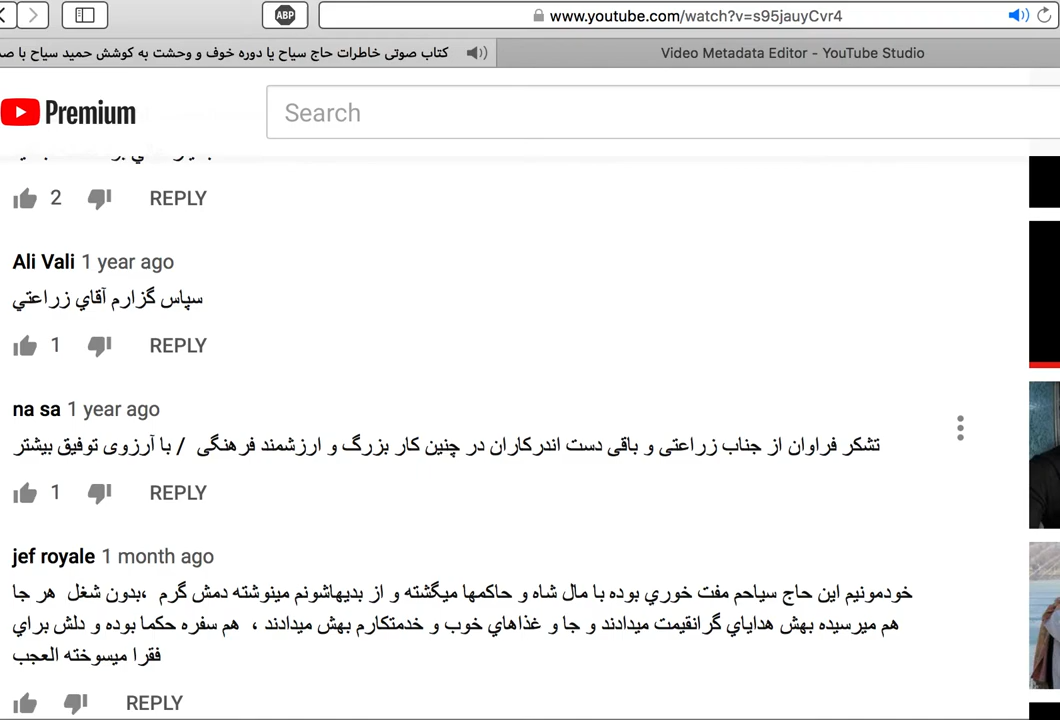 ABP
www.youtube.com/watch?v=s95jauyCvr4
کتاب صوتی خاطرات حاج سیاح یا دوره خوف و وحشت به کوشش حمید سیاح با صد
Video Metadata Editor - YouTube Studio
Premium
Search
2
REPLY
Ali Vali 1 year ago
سپاس گزارم آقاي زراعتي
1
REPLY
na sa 1 year ago
تشکر فراوان از جناب زراعتی و باقی دست اندرکاران در چنین کار بزرگ و ارزشمند فرهنگی / با آرزوی توفیق بیشتر
1
REPLY
jef royale 1 month ago
خودمونيم اين حاج سياحم مفت خوري بوده با مال شاه و حاكمها ميگشته و از بديهاشونم مينوشته دمش گرم ،بدون شغل هر جا
هم ميرسيده بهش هداياي گرانقيمت ميدادند و جا و غذاهاي خوب و خدمتكارم بهش ميدادند ، هم سفره حكما بوده و دلش براي
فقرا ميسوخته العجب
REPLY